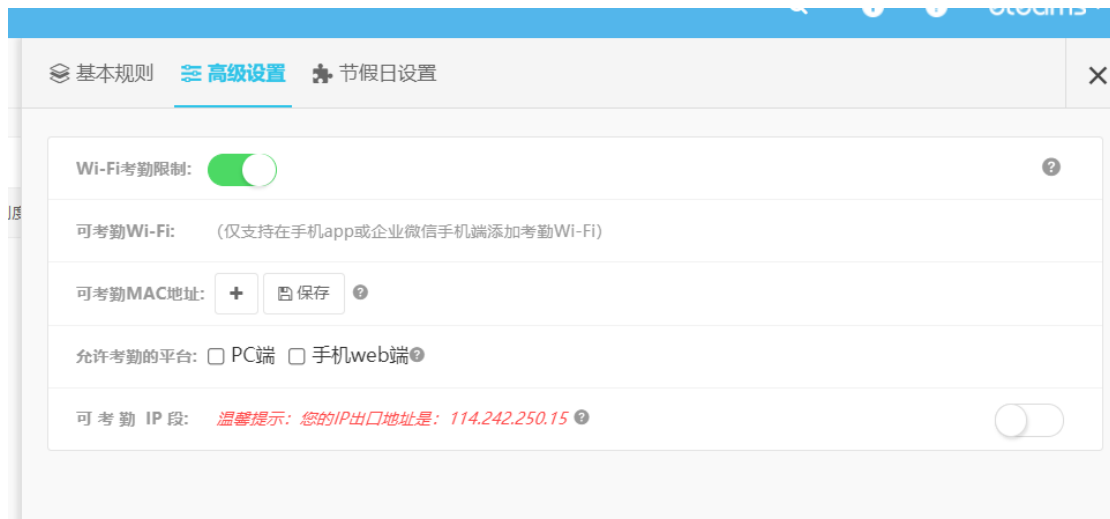 基本规则 高级设置 节假日设置
Wi-Fi考勤限制:
可考勤Wi-Fi: (仅支持在手机app或企业微信手机端添加考勤Wi-Fi)
可考勤MAC地址: + 保存
允许考勤的平台: PC端 手机web端
可考勤 IP段: 温馨提示：您的IP出口地址是：114.242.250.15